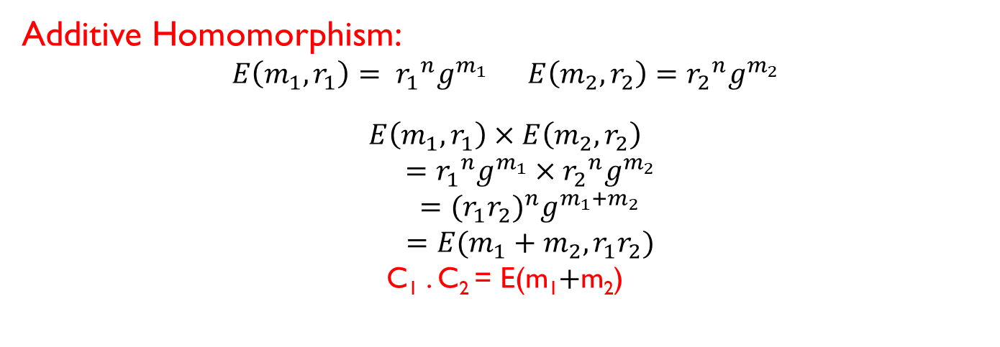 Additive Homomorphism:
𝐸(𝑚₁,𝑟₁) = 𝑟₁ⁿ𝑔^{𝑚₁}     𝐸(𝑚₂,𝑟₂) = 𝑟₂ⁿ𝑔^{𝑚₂}
𝐸(𝑚₁,𝑟₁) × 𝐸(𝑚₂,𝑟₂)
= 𝑟₁ⁿ𝑔^{𝑚₁} × 𝑟₂ⁿ𝑔^{𝑚₂}
= (𝑟₁𝑟₂)ⁿ𝑔^{𝑚₁+𝑚₂}
= 𝐸(𝑚₁ + 𝑚₂,𝑟₁𝑟₂)
C₁ . C₂ = E(m₁+m₂)